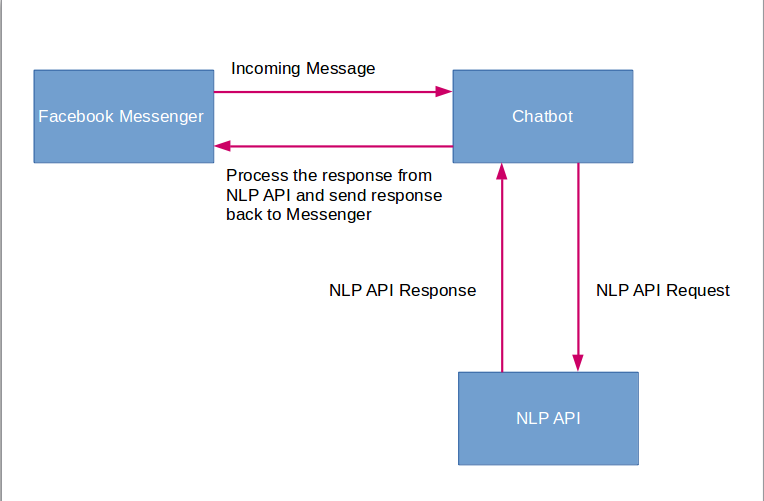 Incoming Message
Facebook Messenger
Chatbot
Process the response from
NLP API and send response
back to Messenger
NLP API Response
NLP API Request
NLP API